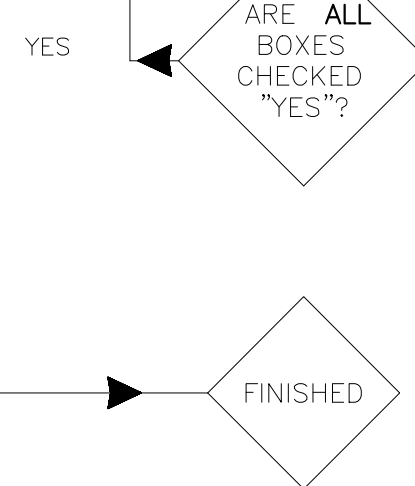 ARE ALL
YES
BOXES
CHECKED
"YES"?
FINISHED